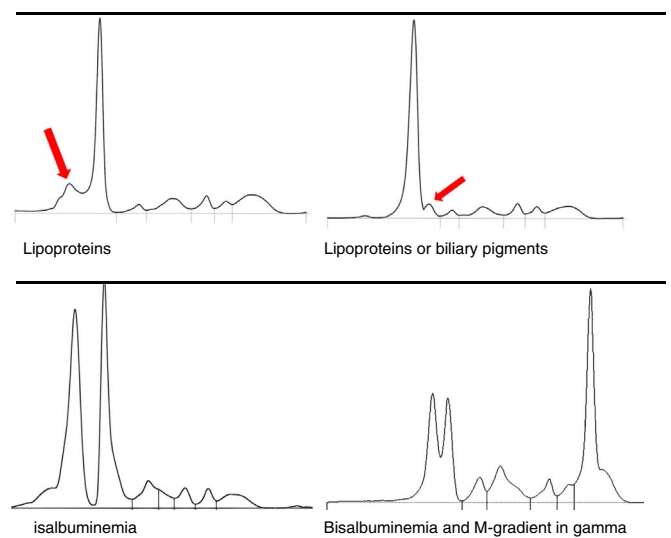 Lipoproteins
Lipoproteins or biliary pigments
isalbuminemia
Bisalbuminemia and M-gradient in gamma